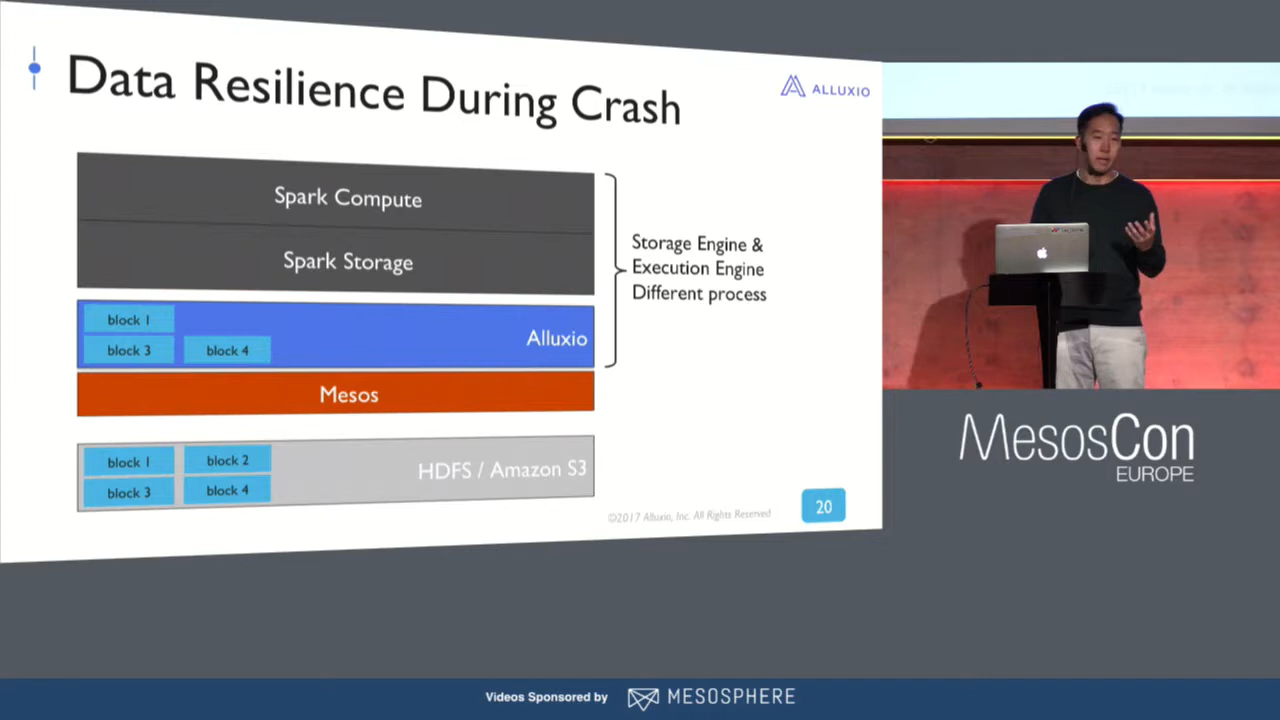 Data Resilience During Crash
ALLUXIO
Spark Compute
Spark Storage
Storage Engine &
Execution Engine
Different process
block 1
block 3
block 4
Alluxio
Mesos
block 1
block 2
block 3
block 4
HDFS / Amazon S3
©2017 Alluxio, Inc. All Rights Reserved
20
MesosCon
EUROPE
Videos Sponsored by
MESOSPHERE